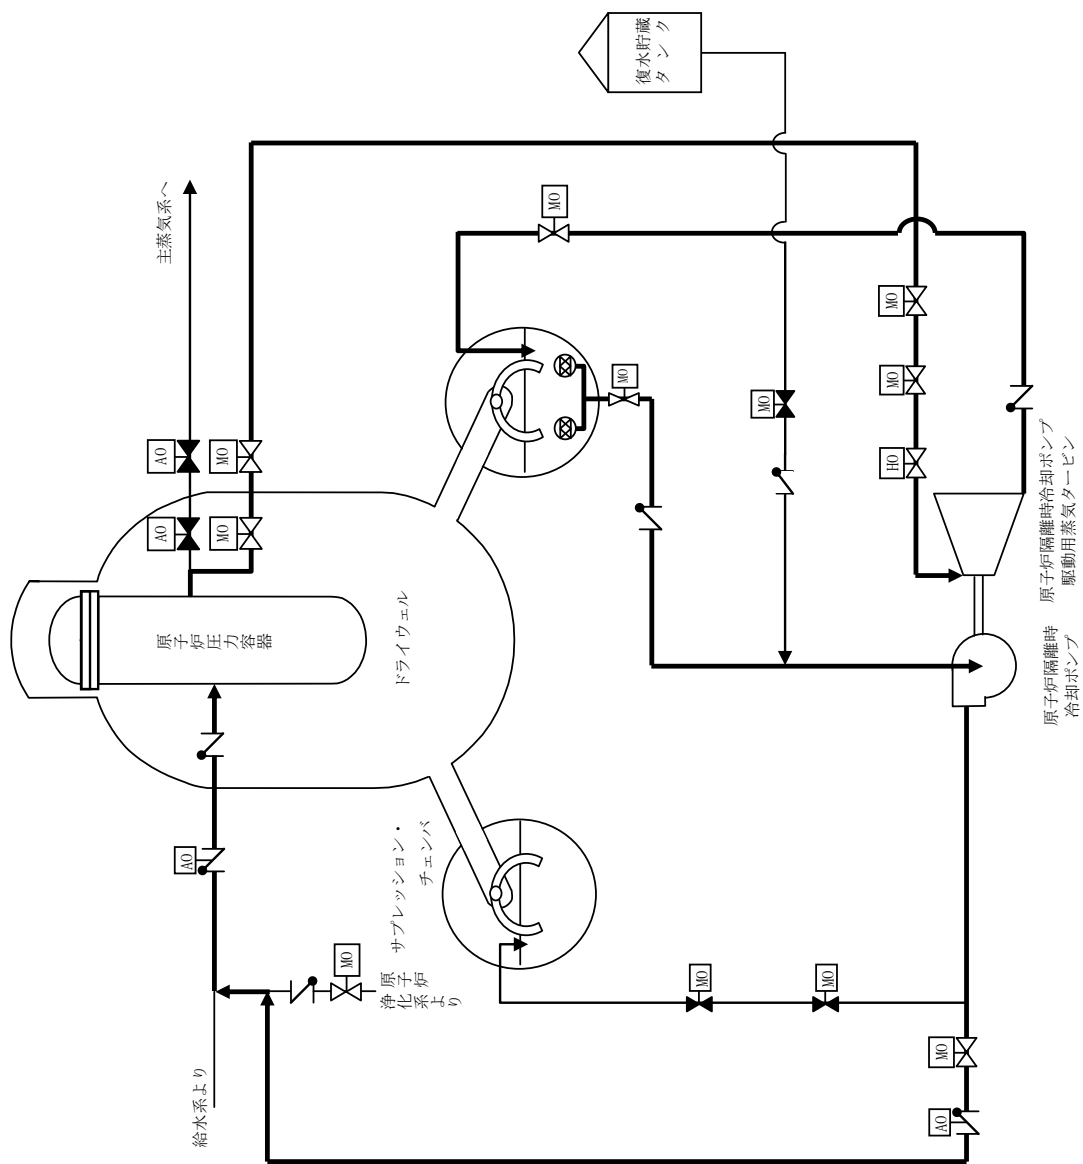 復水貯蔵
タンク
主蒸気系へ
MO
AO
MO
AO
MO
原子炉圧力容器
ドライウェル
MO
MO
MO
MO
HO
原子炉隔離時冷却ポンプ
駆動用蒸気タービン
原子炉隔離時
冷却ポンプ
AO
サプレッション・
チェンバ
MO
原子炉
浄化系より
給水系より
MO
MO
MO
AO